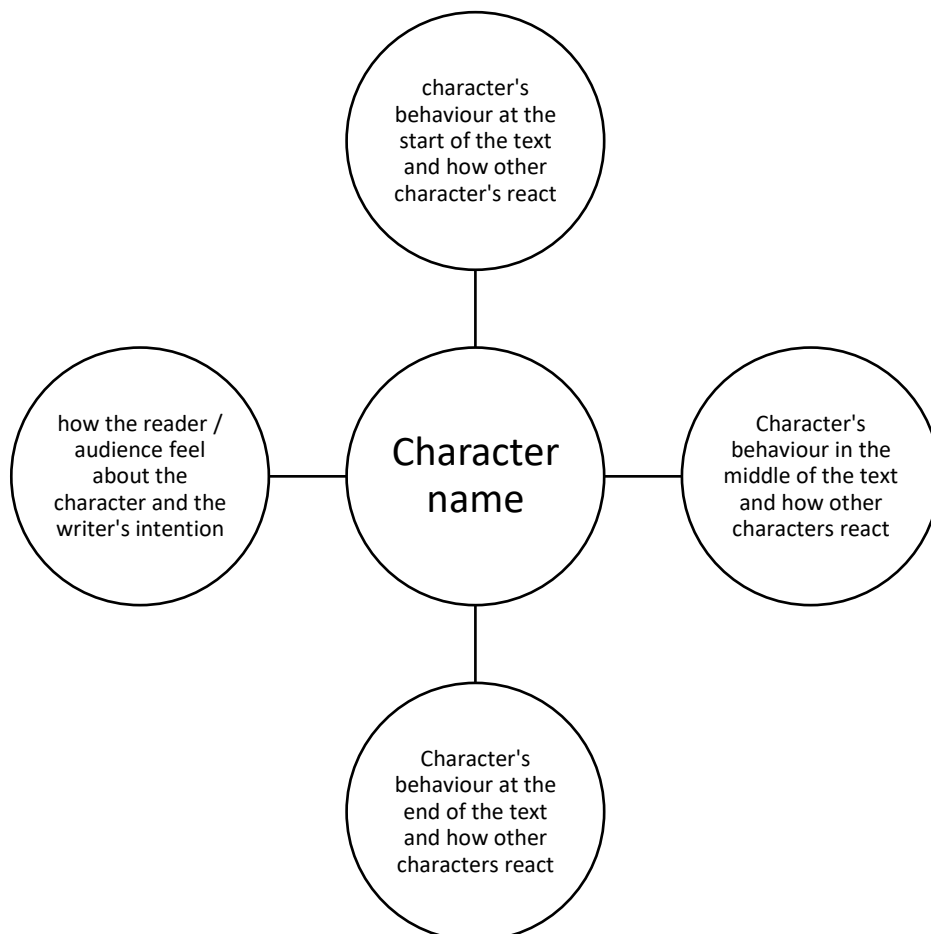 character's
behaviour at the
start of the text
and how other
character's react
how the reader /
audience feel
about the
character and the
writer's intention
Character
name
Character's
behaviour in the
middle of the text
and how other
characters react
Character's
behaviour at the
end of the text
and how other
characters react